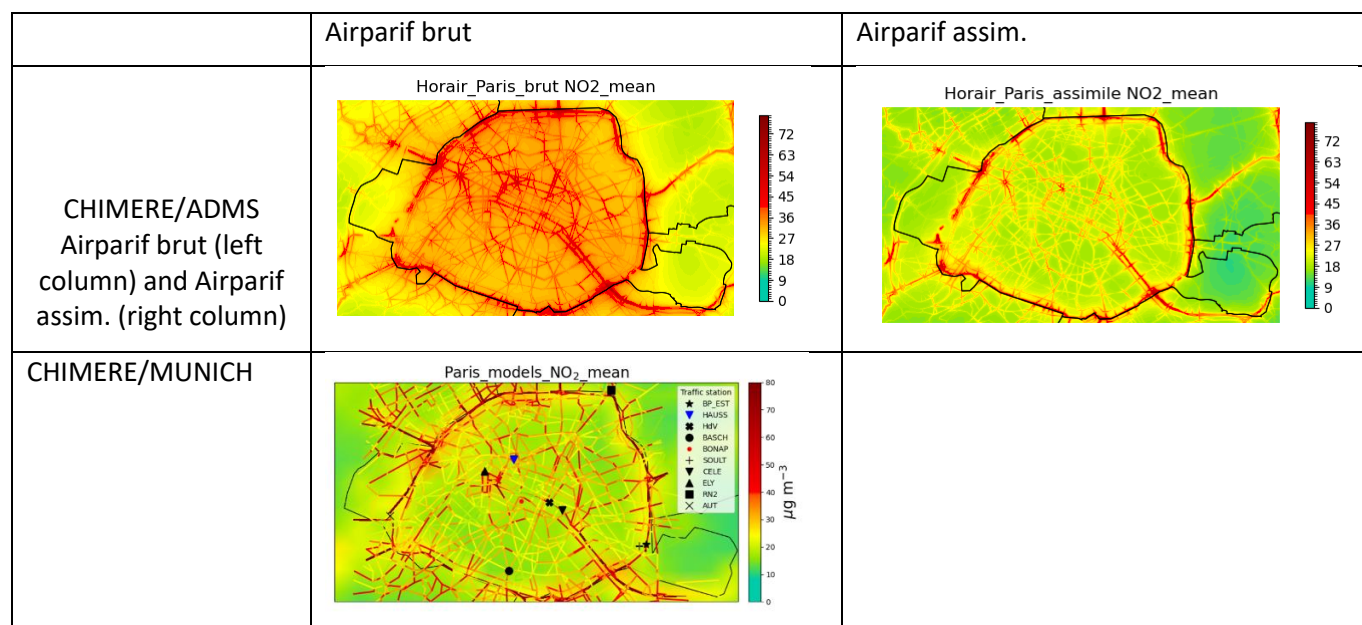 Airparif brut
Airparif assim.
CHIMERE/ADMS
Airparif brut (left
column) and Airparif
assim. (right column)
Horair_Paris_brut NO2_mean
72
63
54
45
36
27
18
9
0
Horair_Paris_assimile NO2_mean
72
63
54
45
36
27
18
9
0
CHIMERE/MUNICH
Paris_models_NO₂_mean
Traffic station
BP_EST
HAUSS
HdV
BASCH
BONAP
SOULT
CELE
ELY
RN2
AUT
80
70
60
50
40
30
20
10
0
μg m⁻³